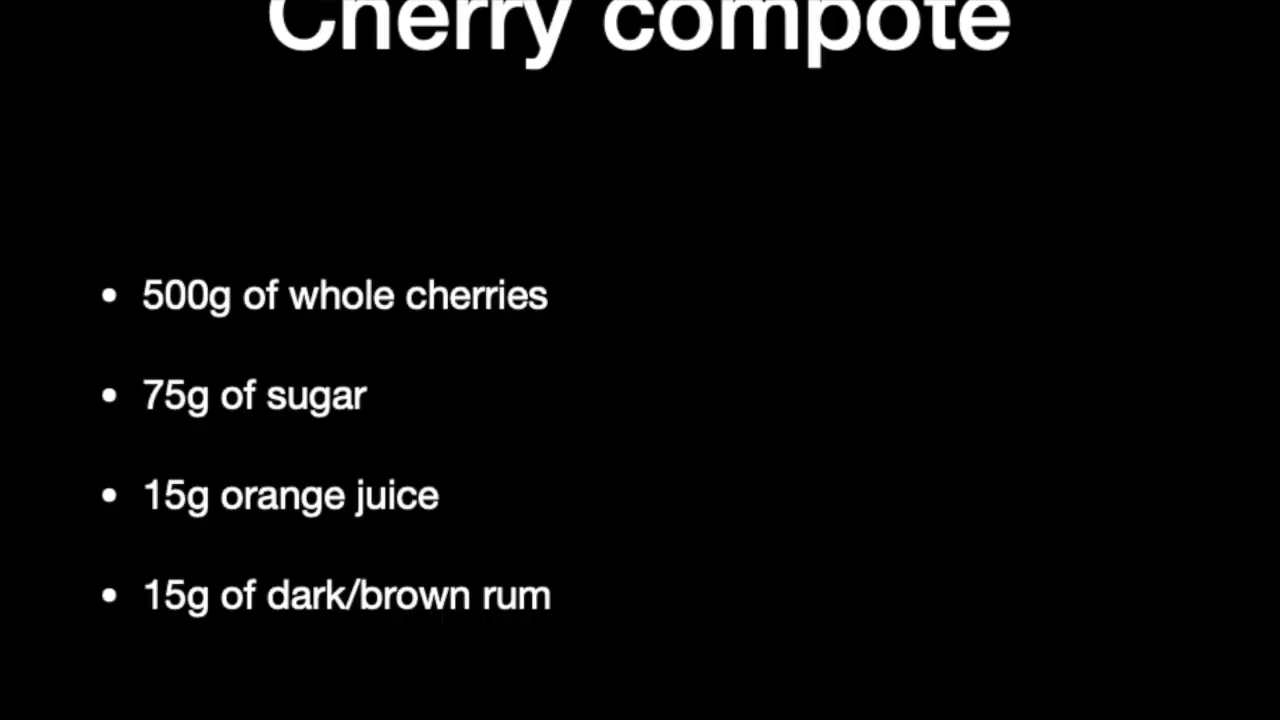 Cherry compote
• 500g of whole cherries
• 75g of sugar
• 15g orange juice
• 15g of dark/brown rum